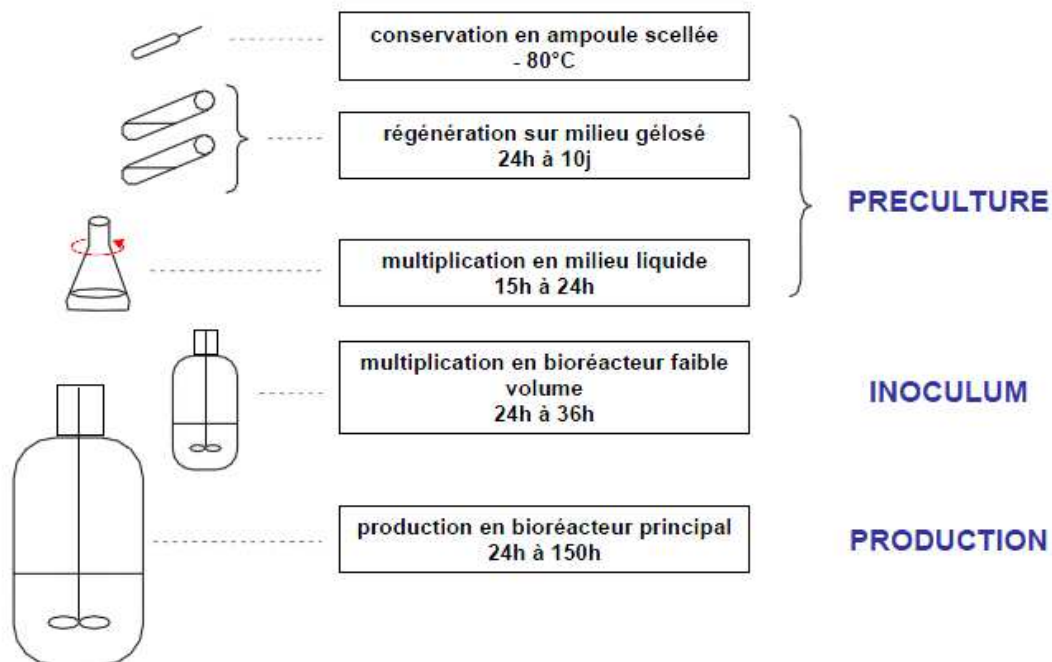 conservation en ampoule scellée
- 80°C
régénération sur milieu gélosé
24h à 10j
PRECULTURE
multiplication en milieu liquide
15h à 24h
multiplication en bioréacteur faible
volume
24h à 36h
INOCULUM
production en bioréacteur principal
24h à 150h
PRODUCTION